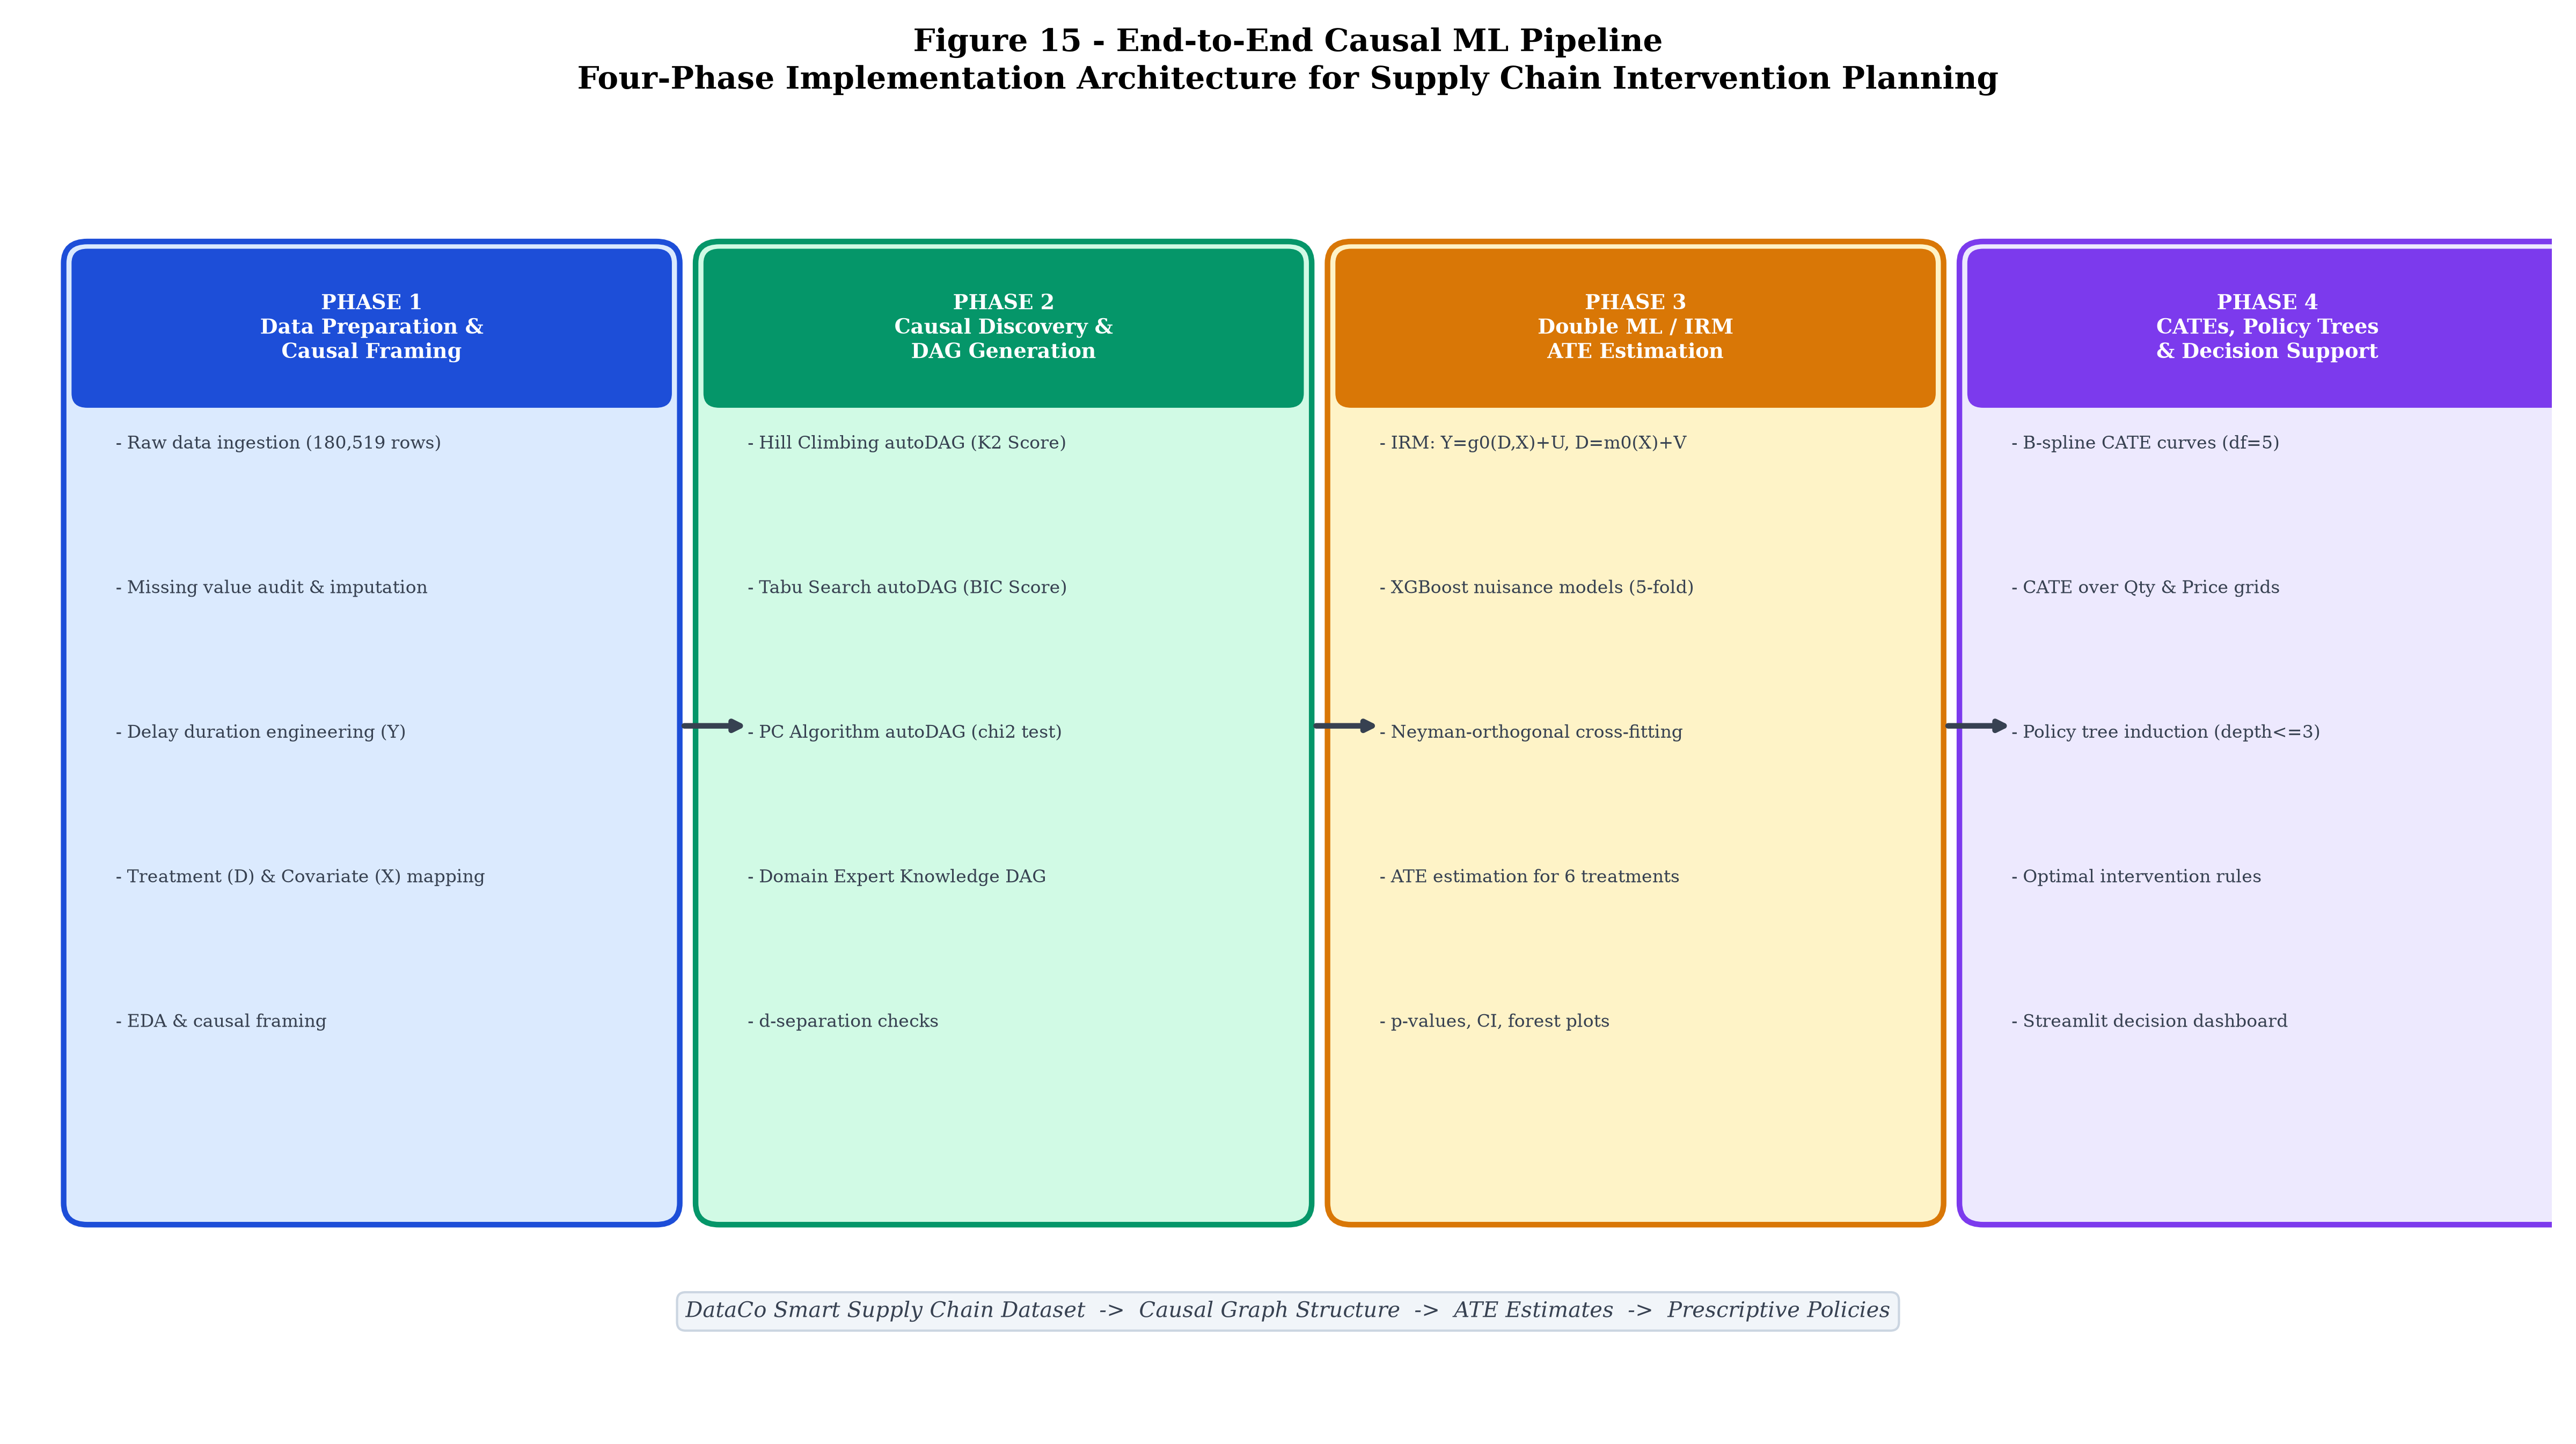 Figure 15 - End-to-End Causal ML Pipeline
Four-Phase Implementation Architecture for Supply Chain Intervention Planning
PHASE 1
Data Preparation &
Causal Framing
- Raw data ingestion (180,519 rows)
- Missing value audit & imputation
- Delay duration engineering (Y)
- Treatment (D) & Covariate (X) mapping
- EDA & causal framing
PHASE 2
Causal Discovery &
DAG Generation
- Hill Climbing autoDAG (K2 Score)
- Tabu Search autoDAG (BIC Score)
- PC Algorithm autoDAG (chi2 test)
- Domain Expert Knowledge DAG
- d-separation checks
PHASE 3
Double ML / IRM
ATE Estimation
- IRM: Y=g0(D,X)+U, D=m0(X)+V
- XGBoost nuisance models (5-fold)
- Neyman-orthogonal cross-fitting
- ATE estimation for 6 treatments
- p-values, CI, forest plots
PHASE 4
CATEs, Policy Trees
& Decision Support
- B-spline CATE curves (df=5)
- CATE over Qty & Price grids
- Policy tree induction (depth<=3)
- Optimal intervention rules
- Streamlit decision dashboard
DataCo Smart Supply Chain Dataset -> Causal Graph Structure -> ATE Estimates -> Prescriptive Policies